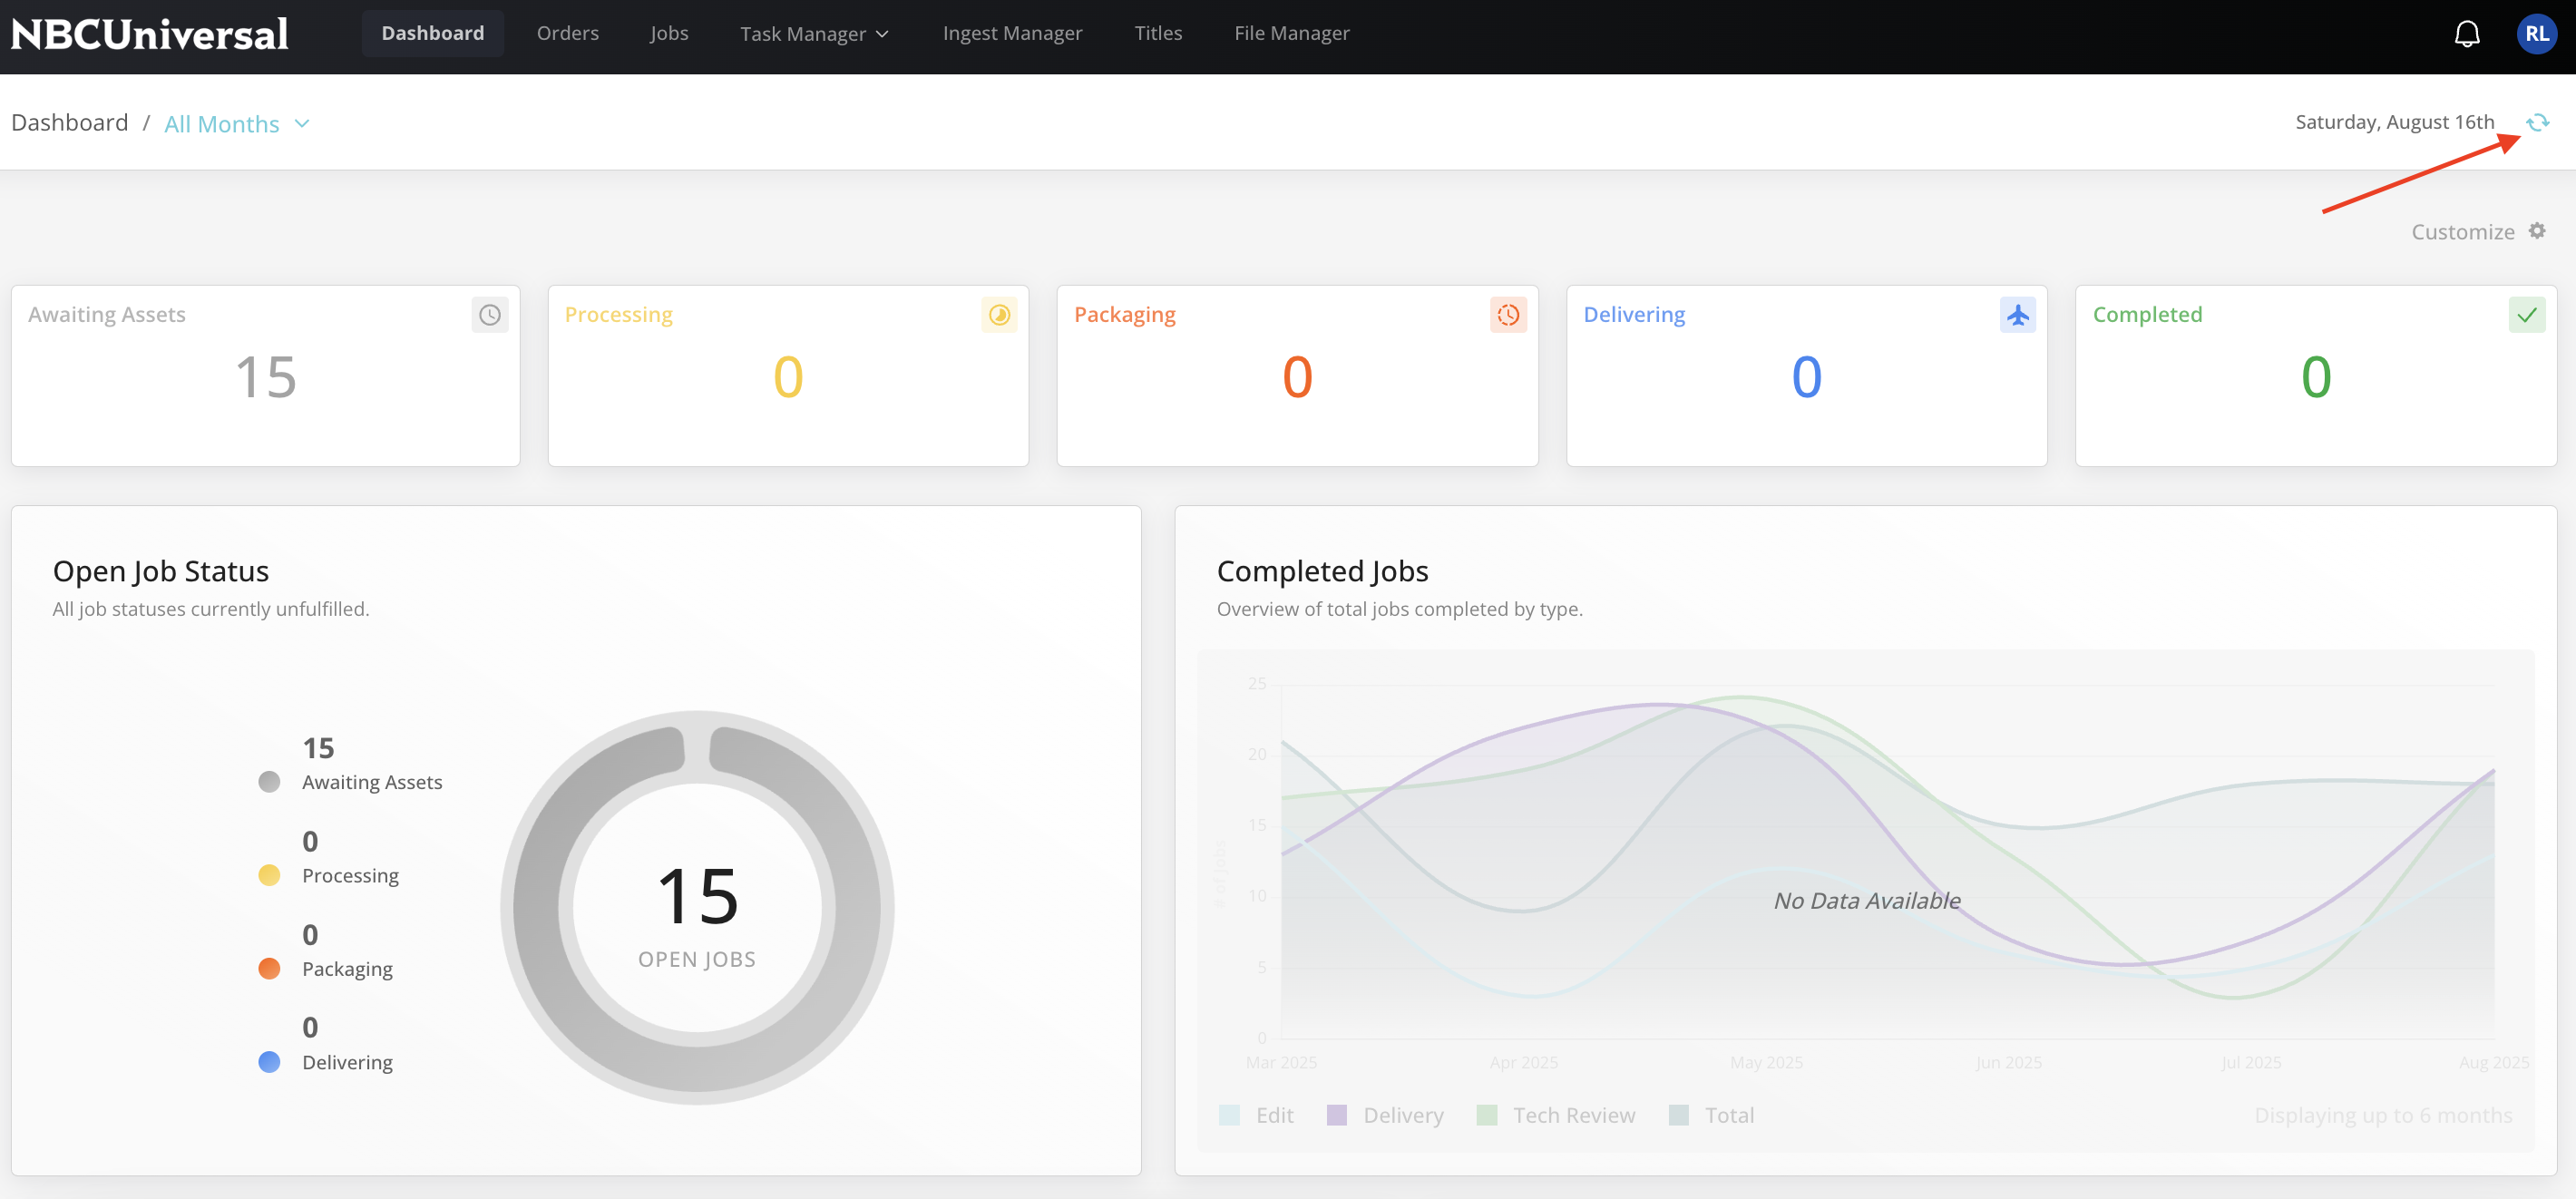 NBCUniversal
Dashboard
Orders
Jobs
Task Manager
Ingest Manager
Titles
File Manager
RL
Dashboard / All Months
Saturday, August 16th
Customize
Awaiting Assets
15
Processing
0
Packaging
0
Delivering
0
Completed
0
Open Job Status
All job statuses currently unfulfilled.
15
Awaiting Assets
0
Processing
0
Packaging
0
Delivering
15
OPEN JOBS
Completed Jobs
Overview of total jobs completed by type.
25
20
15
10
5
0
# of Jobs
No Data Available
Mar 2025
Apr 2025
May 2025
Jun 2025
Jul 2025
Aug 2025
Edit
Delivery
Tech Review
Total
Displaying up to 6 months